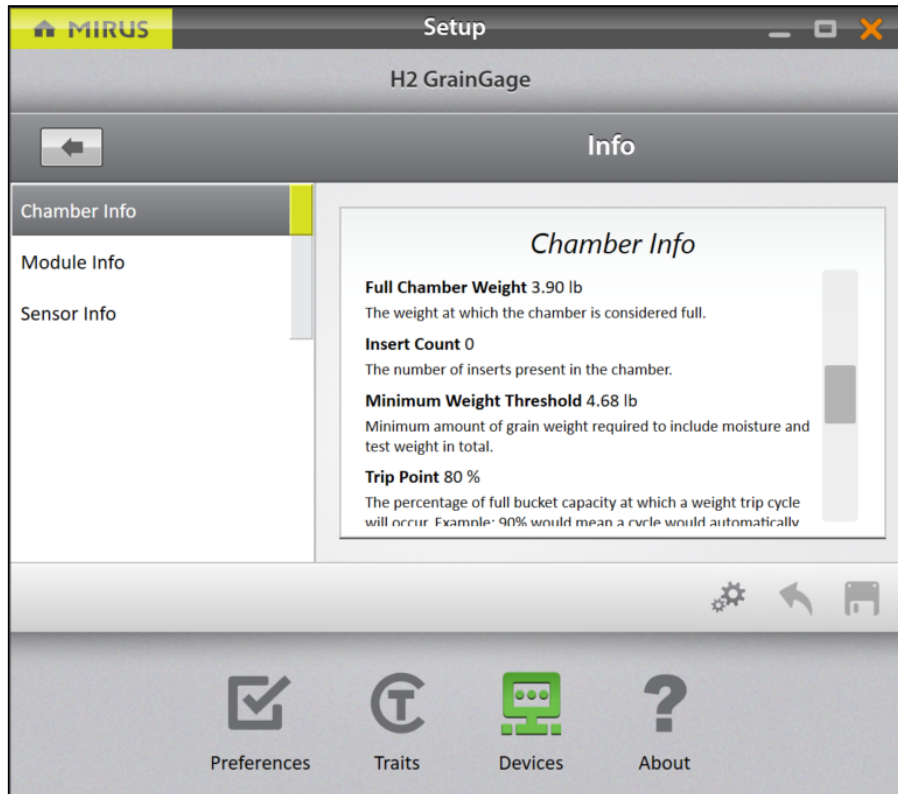 MIRUS
Setup
H2 GrainGage
Info
Chamber Info
Module Info
Sensor Info
Chamber Info
Full Chamber Weight 3.90 lb
The weight at which the chamber is considered full.
Insert Count 0
The number of inserts present in the chamber.
Minimum Weight Threshold 4.68 lb
Minimum amount of grain weight required to include moisture and
test weight in total.
Trip Point 80 %
The percentage of full bucket capacity at which a weight trip cycle
will occur. Example: 90% would mean a cycle would automatically
Preferences
Traits
Devices
About